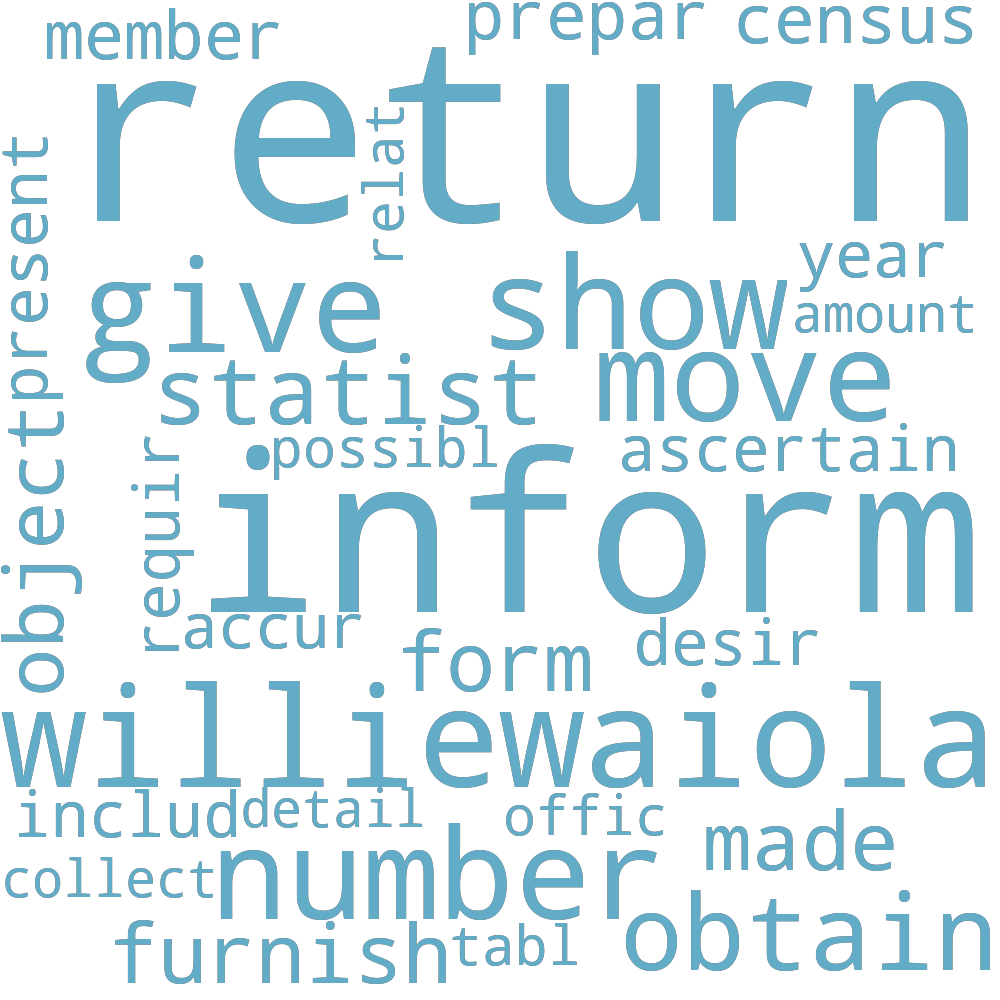 member
prepar
census
return
relat
present
give
show
year
amount
statist
move
object
possibl
ascertain
requir
inform
accur
form
desir
williewaiola
includ
detail
offic
made
collect
number
obtain
furnish
tabl